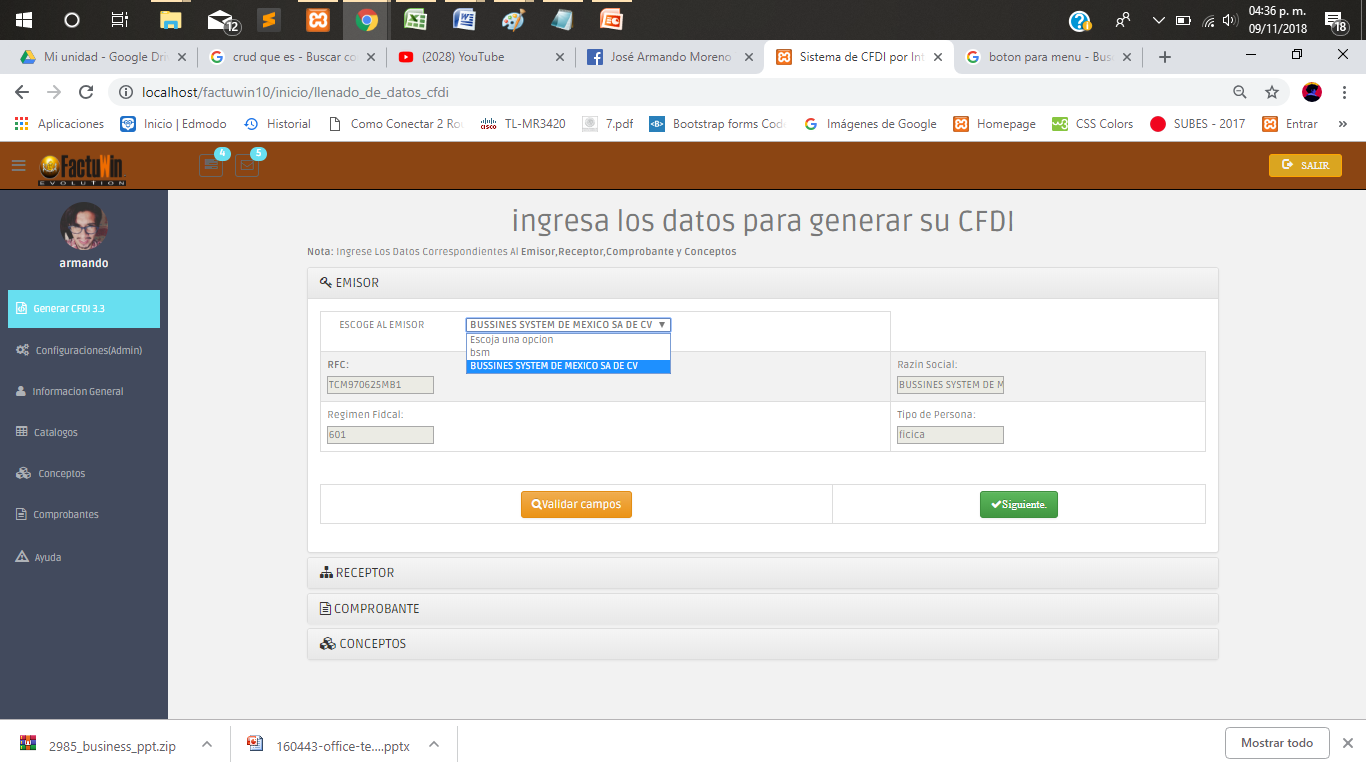 12
04:36 p. m.
09/11/2018
18
Mi unidad - Google Dri
crud que es - Buscar co
(2028) YouTube
José Armando Moreno
Sistema de CFDI por Int
boton para menu - Bus
localhost/factuwin10/inicio/llenado_de_datos_cfdi
Aplicaciones
Inicio | Edmodo
Historial
Como Conectar 2 Rou
TL-MR3420
7.pdf
Bootstrap forms Code
Imágenes de Google
Homepage
CSS Colors
SUBES - 2017
Entrar
»
FactuWin
EVOLUTION
4
5
SALIR
armando
Generar CFDI 3.3
Configuraciones(Admin)
Informacion General
Catalogos
Conceptos
Comprobantes
Ayuda
ingresa los datos para generar su CFDI
Nota: Ingrese Los Datos Correspondientes Al Emisor,Receptor,Comprobante y Conceptos
EMISOR
ESCOGE AL EMISOR
BUSSINES SYSTEM DE MEXICO SA DE CV
Escoja una opcion
bsm
BUSSINES SYSTEM DE MEXICO SA DE CV
RFC:
TCM970625MB1
Razin Social:
BUSSINES SYSTEM DE M
Regimen Fidcal:
601
Tipo de Persona:
ficica
Validar campos
Siguiente.
RECEPTOR
COMPROBANTE
CONCEPTOS
2985_business_ppt.zip
160443-office-te....pptx
Mostrar todo